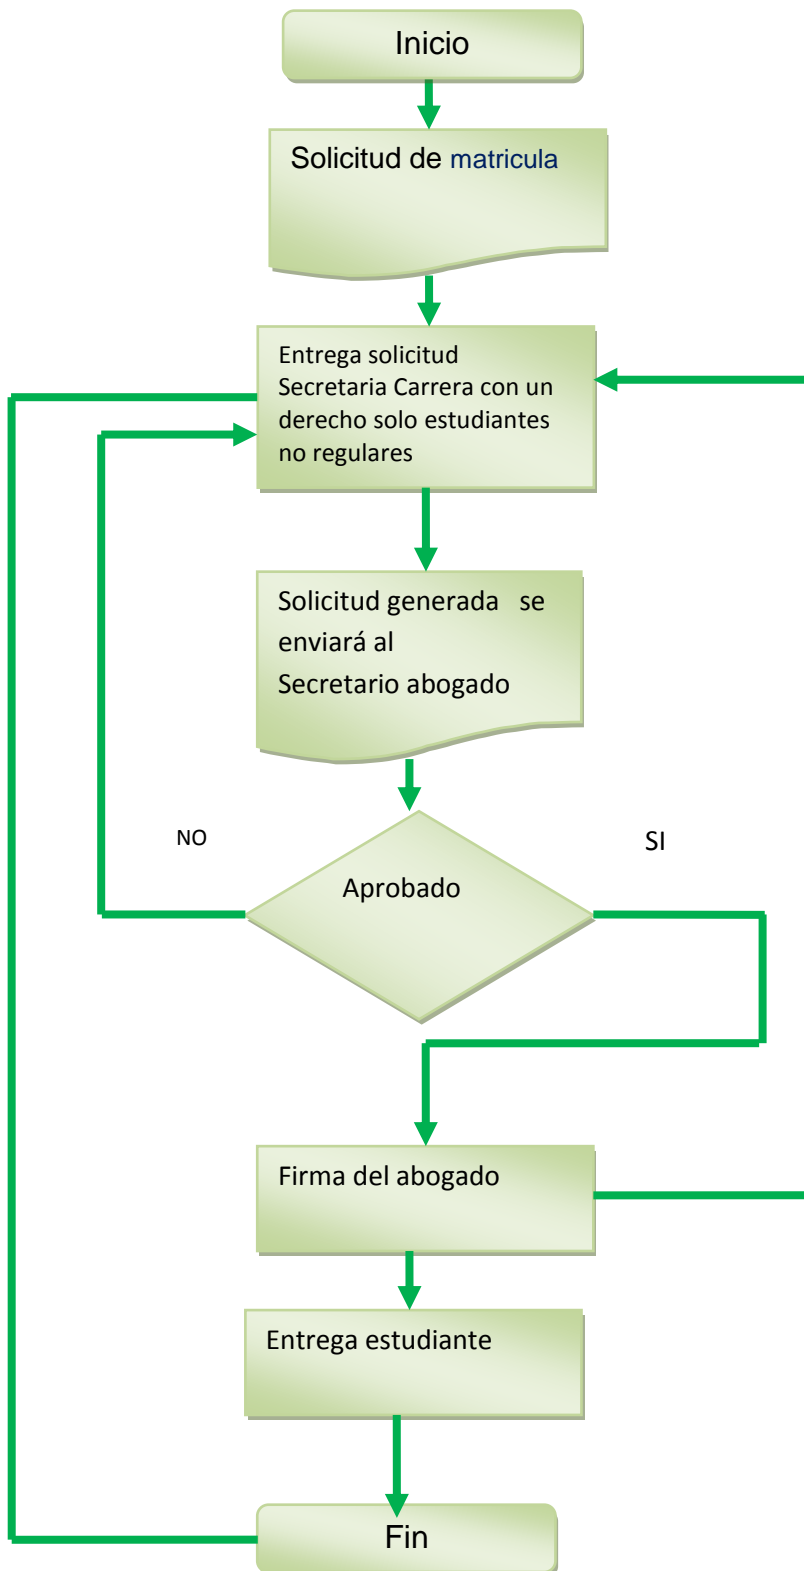 Inicio
Solicitud de matricula
Entrega solicitud
Secretaria Carrera con un
derecho solo estudiantes
no regulares
Solicitud generada se
enviará al
Secretario abogado
NO
SI
Aprobado
Firma del abogado
Entrega estudiante
Fin